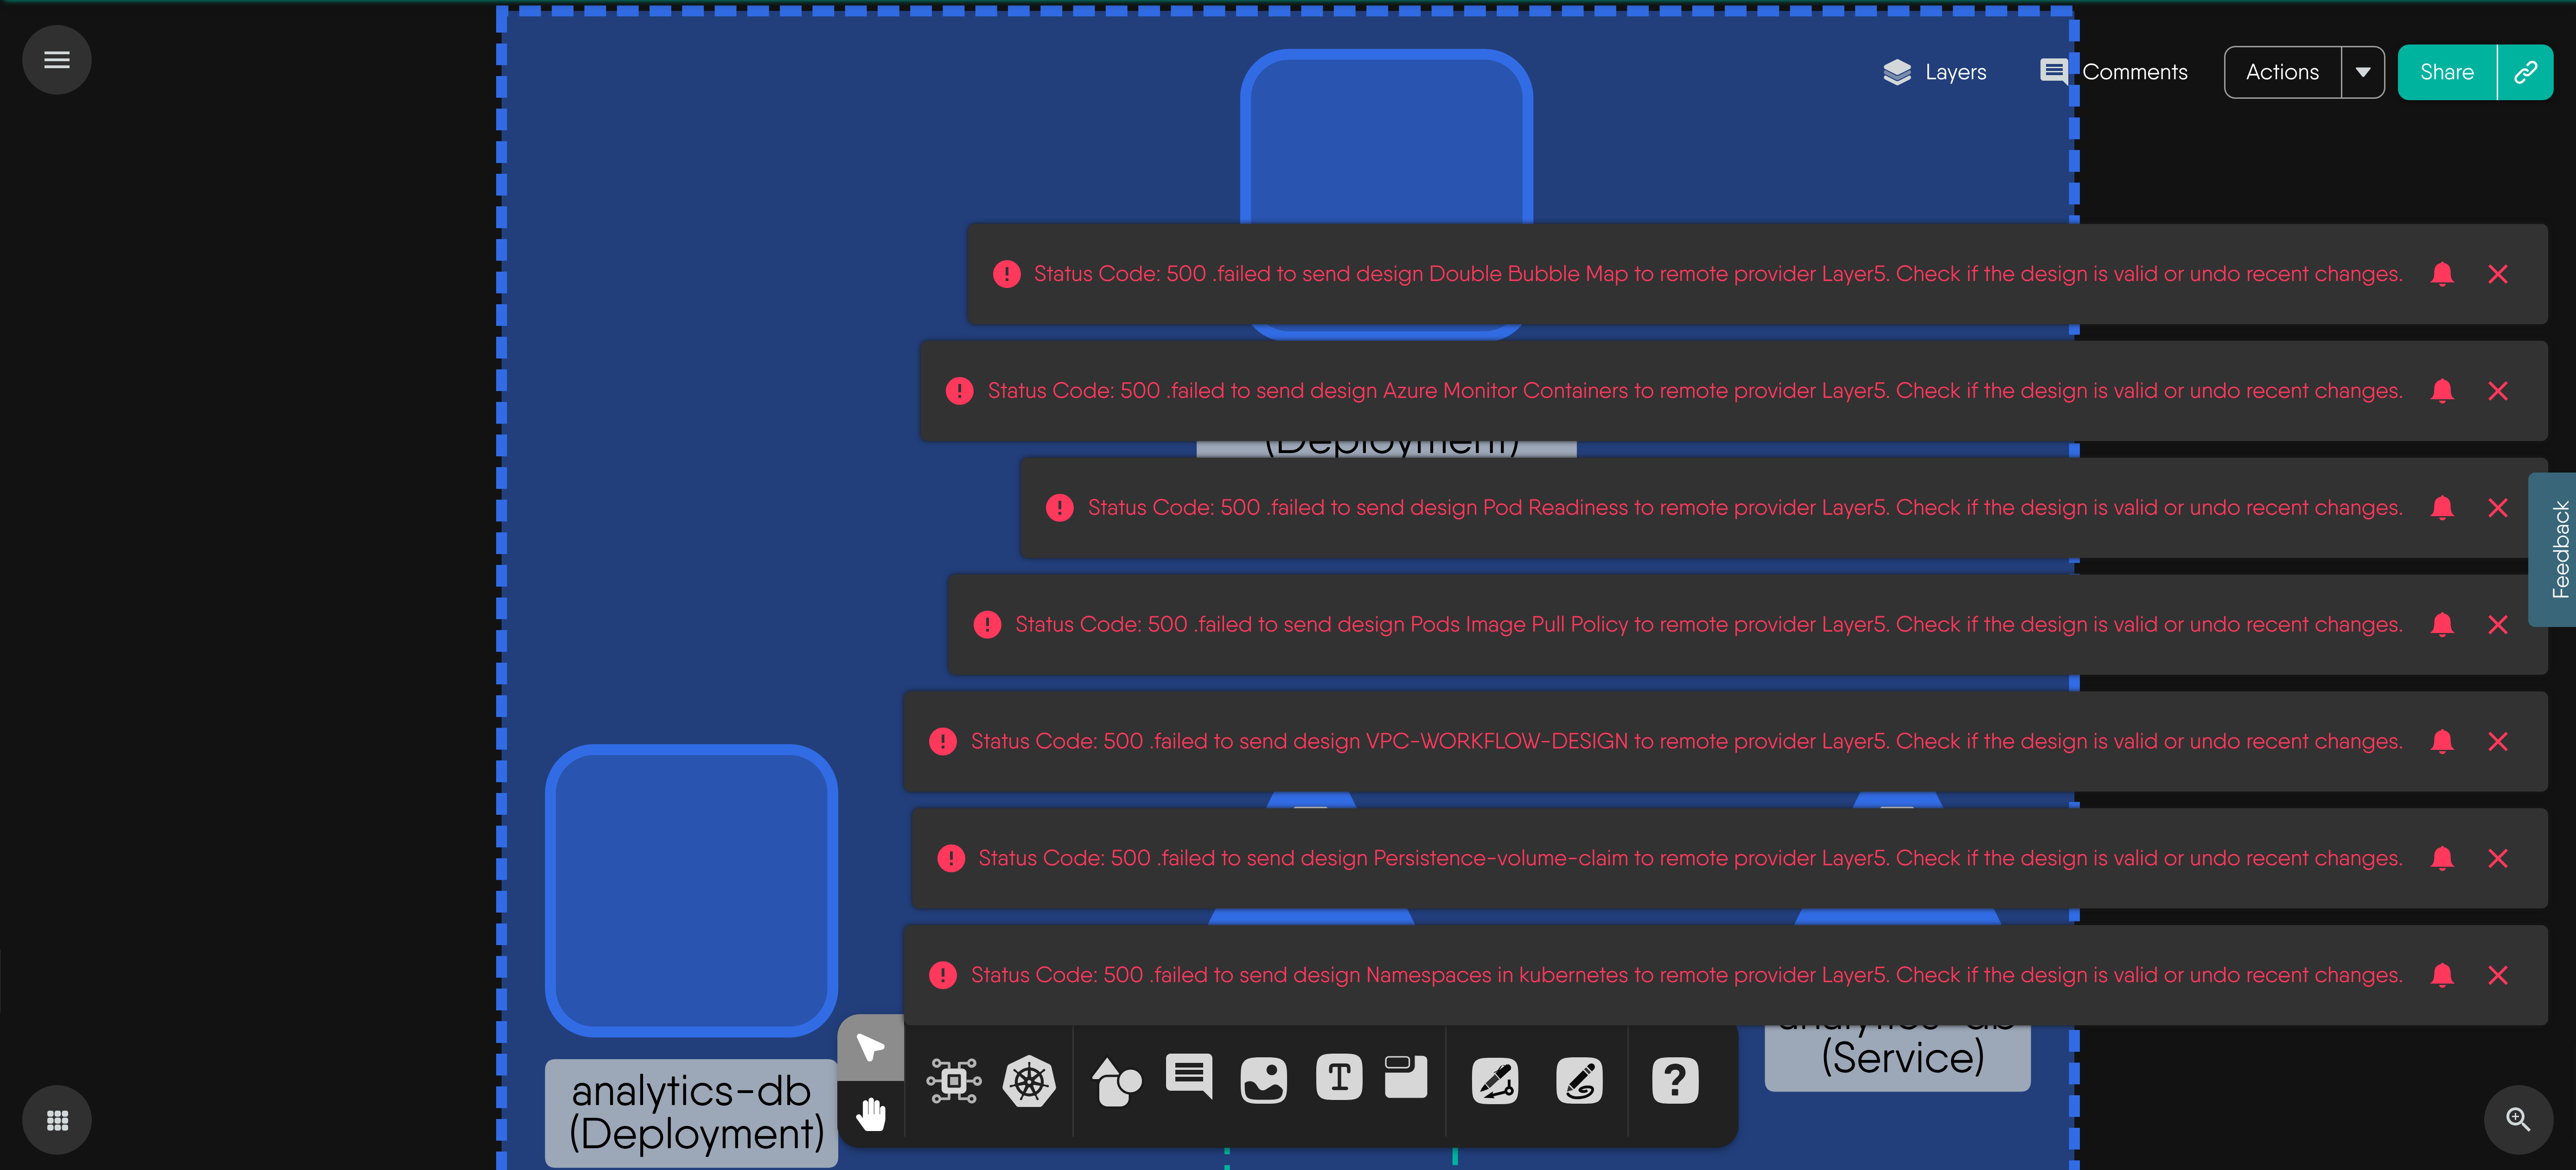 Layers
Comments
Actions
Share
Status Code: 500 .failed to send design Double Bubble Map to remote provider Layer5. Check if the design is valid or undo recent changes.
Status Code: 500 .failed to send design Azure Monitor Containers to remote provider Layer5. Check if the design is valid or undo recent changes.
(Deployment)
Status Code: 500 .failed to send design Pod Readiness to remote provider Layer5. Check if the design is valid or undo recent changes.
Feedback
Status Code: 500 .failed to send design Pods Image Pull Policy to remote provider Layer5. Check if the design is valid or undo recent changes.
Status Code: 500 .failed to send design VPC-WORKFLOW-DESIGN to remote provider Layer5. Check if the design is valid or undo recent changes.
Status Code: 500 .failed to send design Persistence-volume-claim to remote provider Layer5. Check if the design is valid or undo recent changes.
Status Code: 500 .failed to send design Namespaces in kubernetes to remote provider Layer5. Check if the design is valid or undo recent changes.
analytics-db
(Service)
analytics-db
(Deployment)